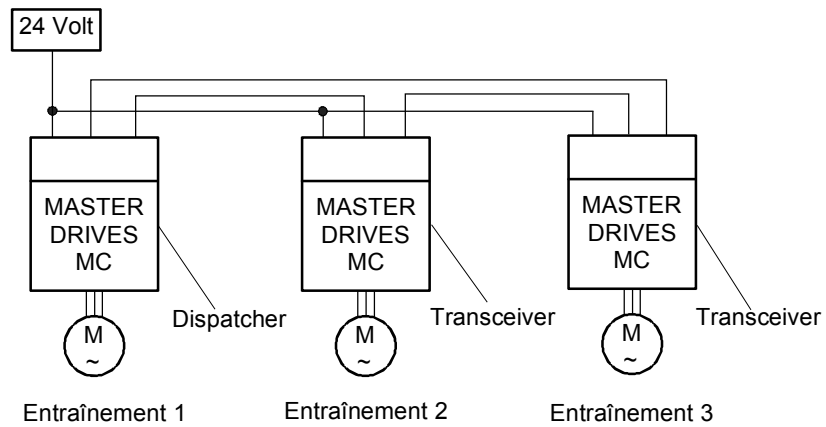 24 Volt
MASTER
DRIVES
MC
MASTER
DRIVES
MC
MASTER
DRIVES
MC
Dispatcher
Transceiver
Transceiver
M
~
M
~
M
~
Entraînement 1
Entraînement 2
Entraînement 3